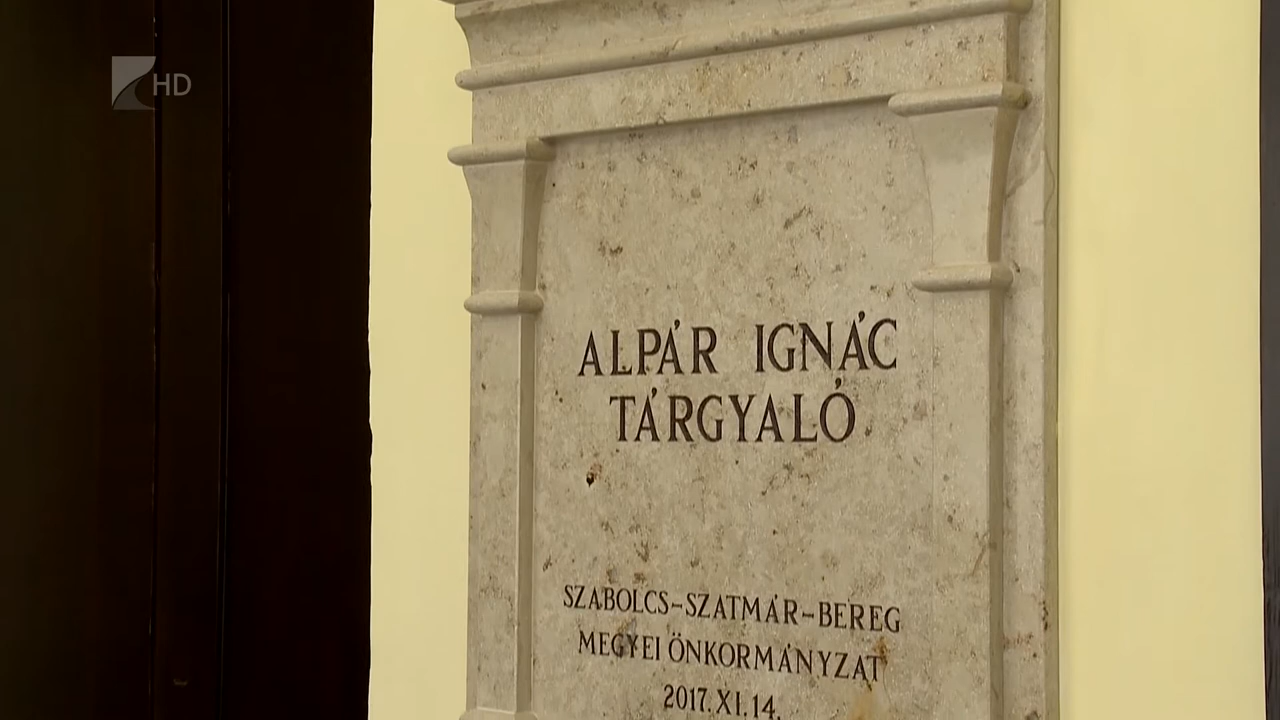 HD
ALPÁR IGNÁC
TÁRGYALÓ
SZABOLCS-SZATMÁR-BEREG
MEGYEI ÖNKORMÁNYZAT
2017. XI. 14.